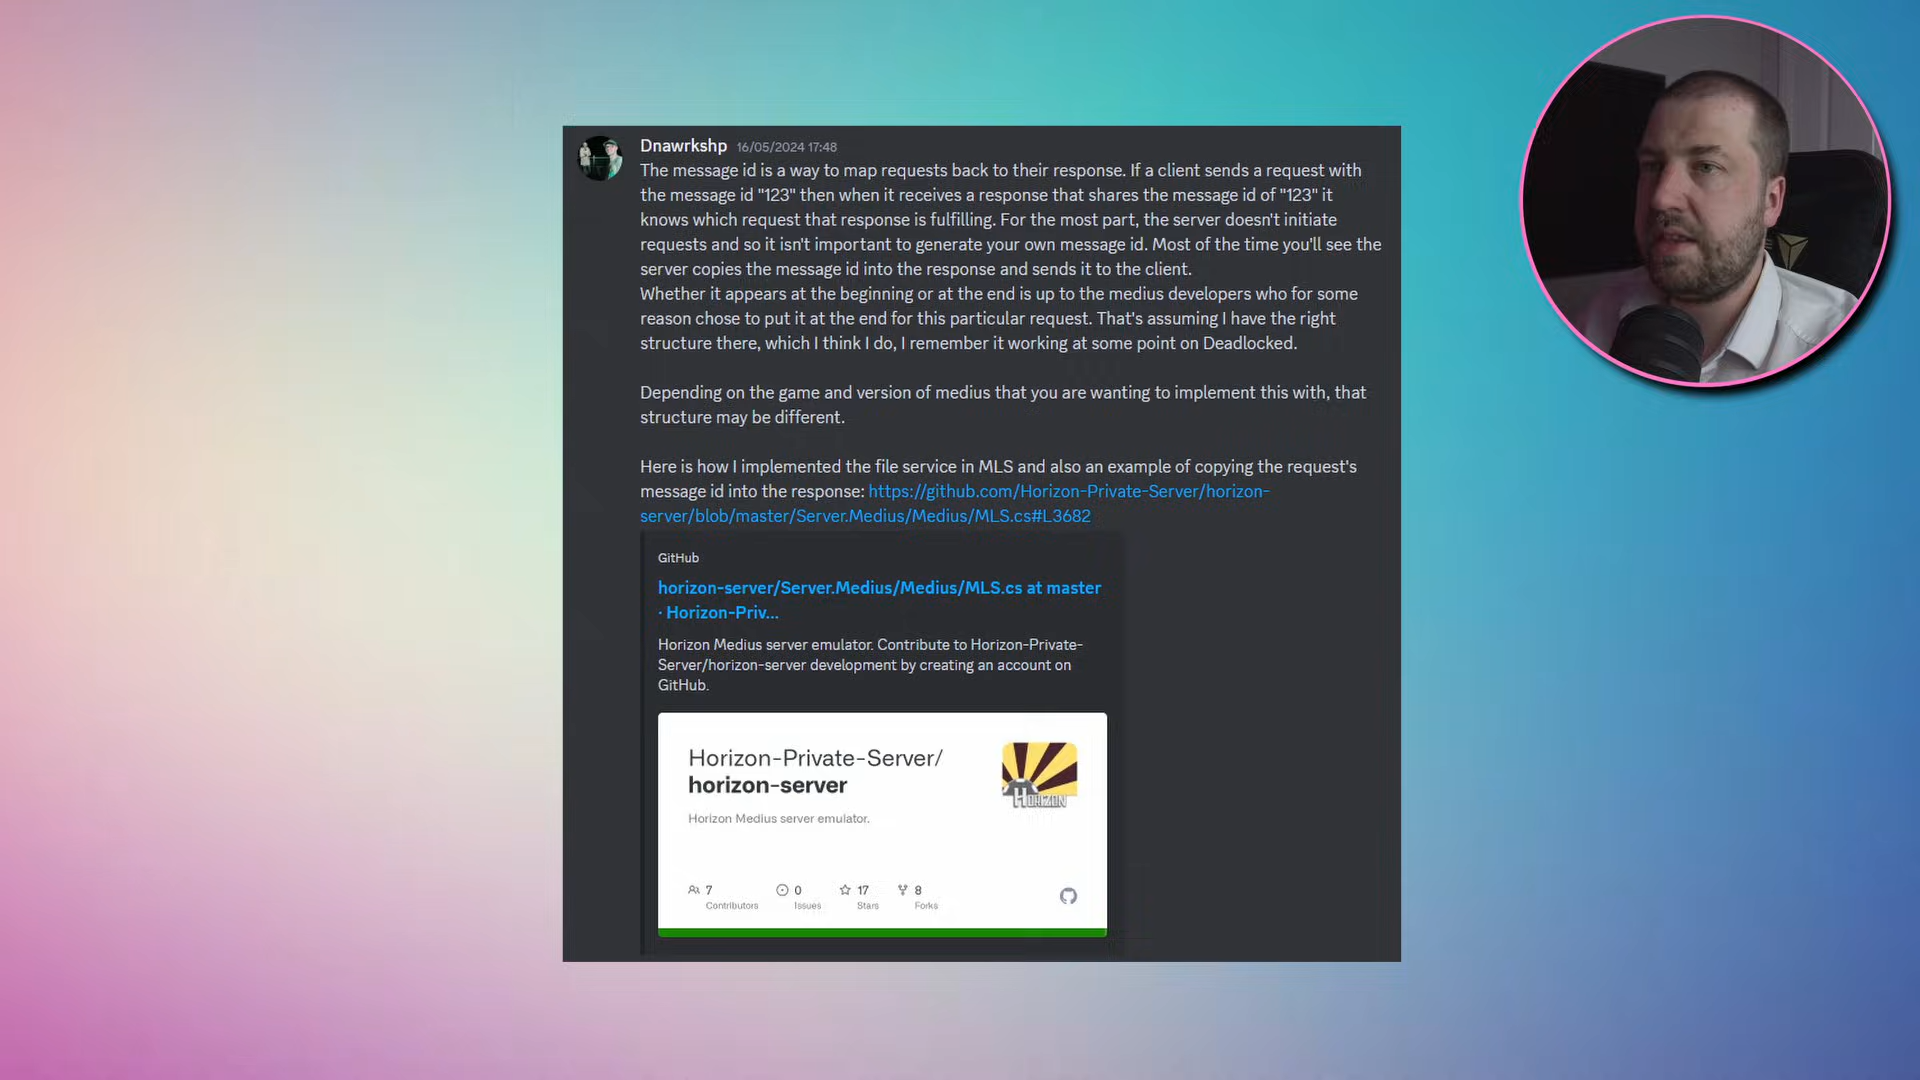 Dnawrkshp 16/05/2024 17:48
The message id is a way to map requests back to their response. If a client sends a request with
the message id "123" then when it receives a response that shares the message id of "123" it
knows which request that response is fulfilling. For the most part, the server doesn't initiate
requests and so it isn't important to generate your own message id. Most of the time you'll see the
server copies the message id into the response and sends it to the client.
Whether it appears at the beginning or at the end is up to the medius developers who for some
reason chose to put it at the end for this particular request. That's assuming I have the right
structure there, which I think I do, I remember it working at some point on Deadlocked.
Depending on the game and version of medius that you are wanting to implement this with, that
structure may be different.
Here is how I implemented the file service in MLS and also an example of copying the request's
message id into the response: https://github.com/Horizon-Private-Server/horizon-
server/blob/master/Server.Medius/Medius/MLS.cs#L3682
GitHub
horizon-server/Server.Medius/Medius/MLS.cs at master
· Horizon-Priv...
Horizon Medius server emulator. Contribute to Horizon-Private-
Server/horizon-server development by creating an account on
GitHub.
Horizon-Private-Server/
horizon-server
HORIZON
Horizon Medius server emulator.
7 0 17 8
Contributors Issues Stars Forks